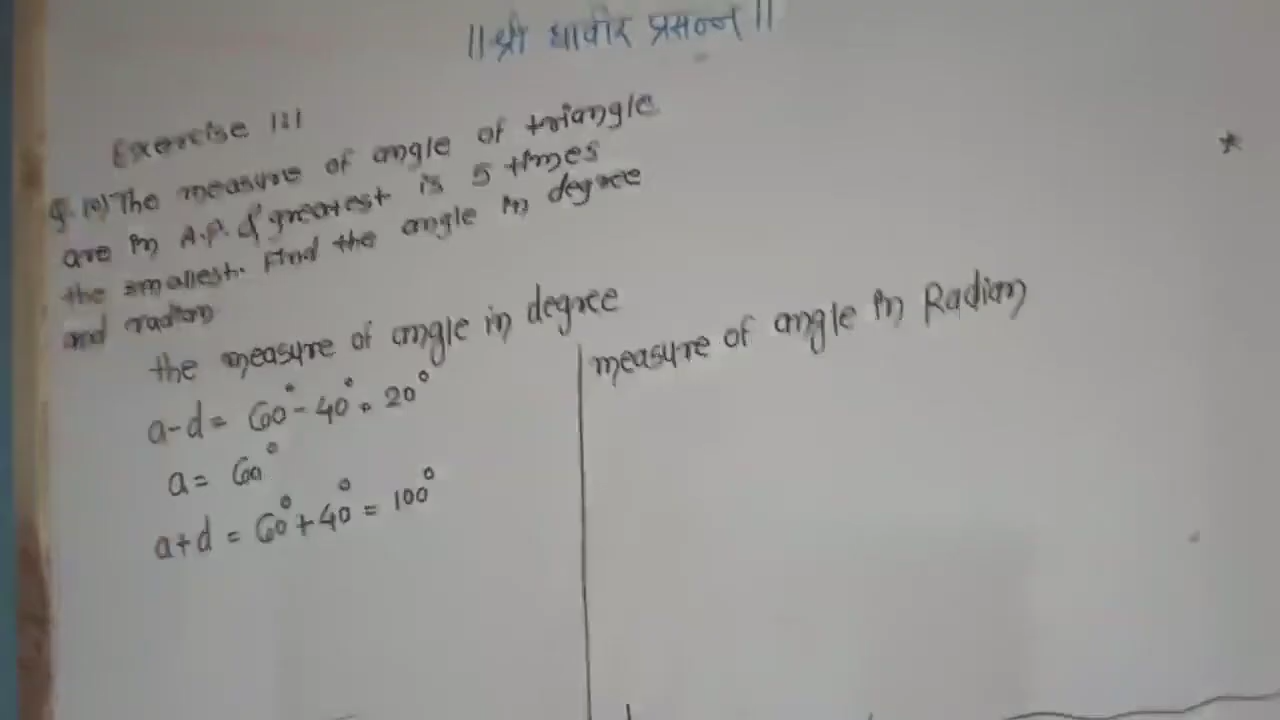 ||श्री धावीर प्रसन्न||
Exercise 1:1
Q.10) The measure of angle of triangle
are in A.P. & greatest is 5 times
the smallest. Find the angle in degree
and radian
the measure of angle in degree
a-d = 60° - 40° = 20°
a = 60°
a+d = 60° + 40° = 100°
measure of angle in Radian